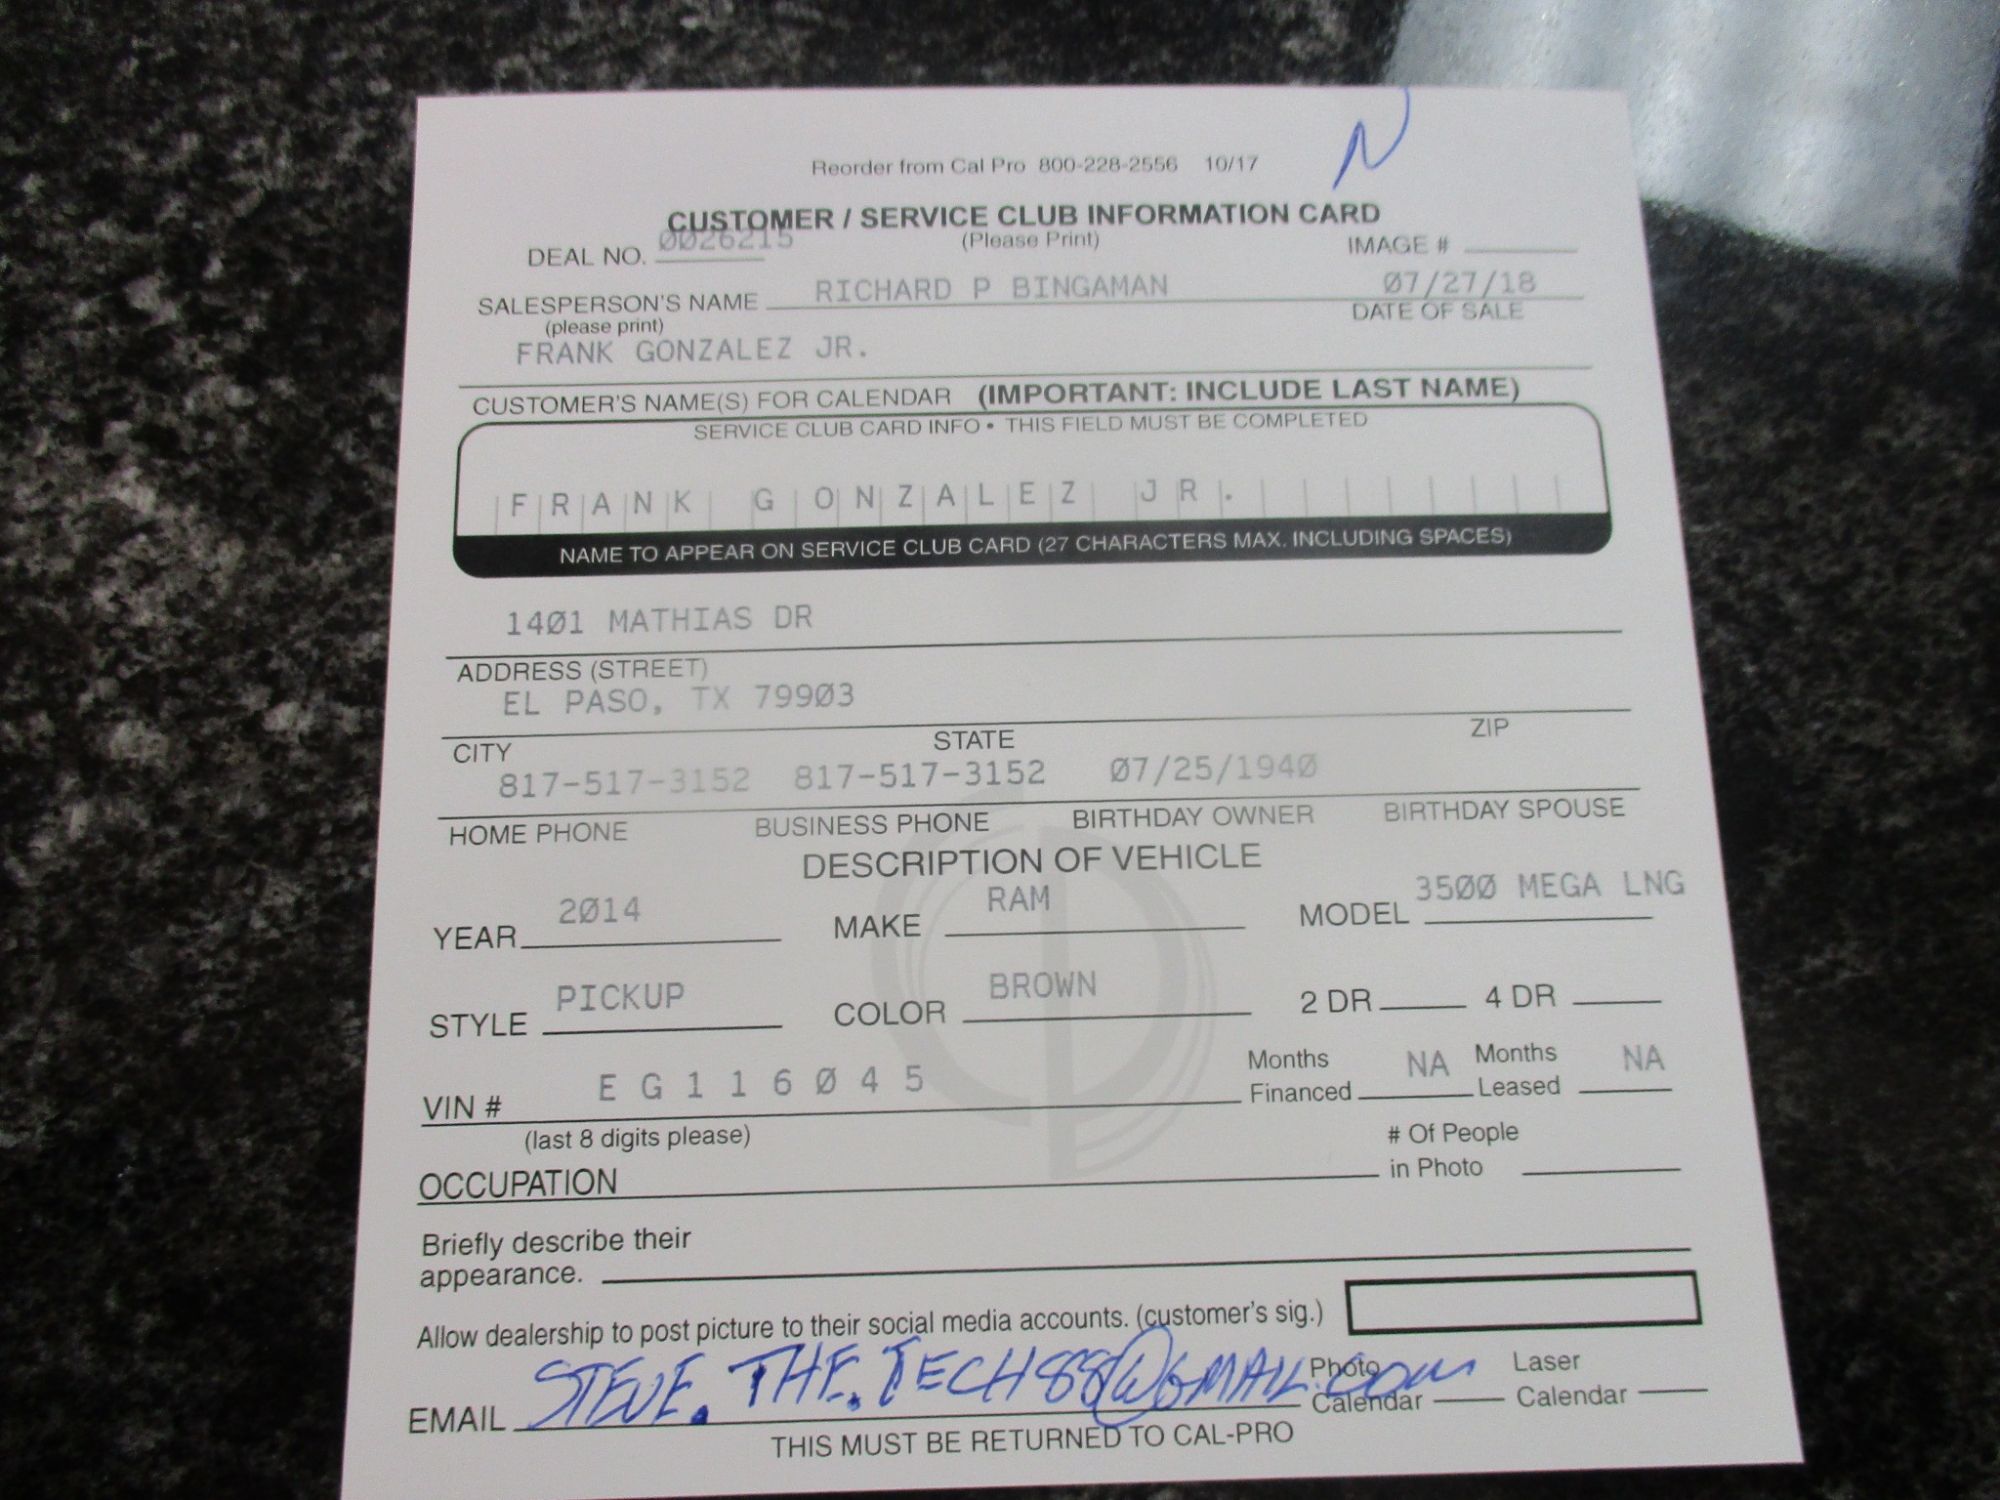 N
Reorder from Cal Pro 800-228-2556 10/17
CUSTOMER / SERVICE CLUB INFORMATION CARD
DEAL NO. 0026215 (Please Print) IMAGE #
SALESPERSON'S NAME RICHARD P BINGAMAN 07/27/18
(please print) DATE OF SALE
FRANK GONZALEZ JR.
CUSTOMER'S NAME(S) FOR CALENDAR (IMPORTANT: INCLUDE LAST NAME)
SERVICE CLUB CARD INFO • THIS FIELD MUST BE COMPLETED
FRANK GONZALEZ JR.
NAME TO APPEAR ON SERVICE CLUB CARD (27 CHARACTERS MAX. INCLUDING SPACES)
1401 MATHIAS DR
ADDRESS (STREET)
EL PASO, TX 79903
CITY STATE ZIP
817-517-3152 817-517-3152 07/25/1940
HOME PHONE BUSINESS PHONE BIRTHDAY OWNER BIRTHDAY SPOUSE
DESCRIPTION OF VEHICLE
YEAR 2014 MAKE RAM MODEL 3500 MEGA LNG
STYLE PICKUP COLOR BROWN 2 DR 4 DR
VIN # EG116045 Months Financed NA Months Leased NA
(last 8 digits please)
OCCUPATION # Of People in Photo
Briefly describe their
appearance.
Allow dealership to post picture to their social media accounts. (customer's sig.)
EMAIL STEVE.THE.TECH88@GMAIL.COM Photo Calendar Laser Calendar
THIS MUST BE RETURNED TO CAL-PRO